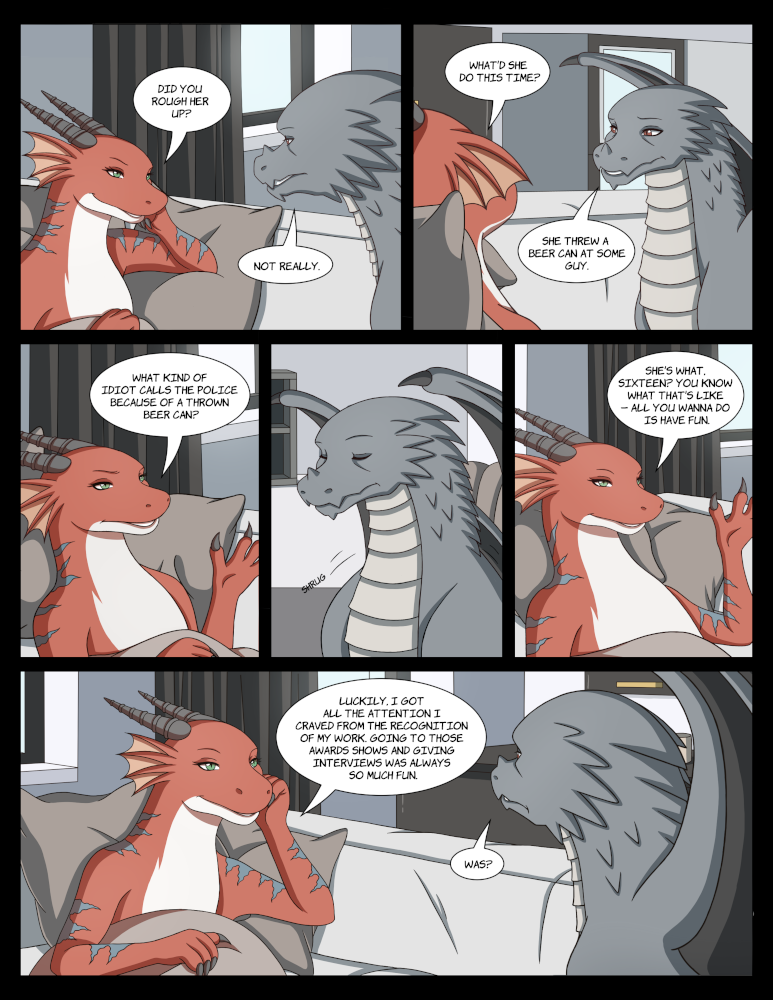 DID YOU
ROUGH HER
UP?
NOT REALLY.
WHAT'D SHE
DO THIS TIME?
SHE THREW A
BEER CAN AT SOME
GUY.
WHAT KIND OF
IDIOT CALLS THE POLICE
BECAUSE OF A THROWN
BEER CAN?
SHRUG
SHE'S WHAT,
SIXTEEN? YOU KNOW
WHAT THAT'S LIKE
– ALL YOU WANNA DO
IS HAVE FUN.
LUCKILY, I GOT
ALL THE ATTENTION I
CRAVED FROM THE RECOGNITION
OF MY WORK. GOING TO THOSE
AWARDS SHOWS AND GIVING
INTERVIEWS WAS ALWAYS
SO MUCH FUN.
WAS?